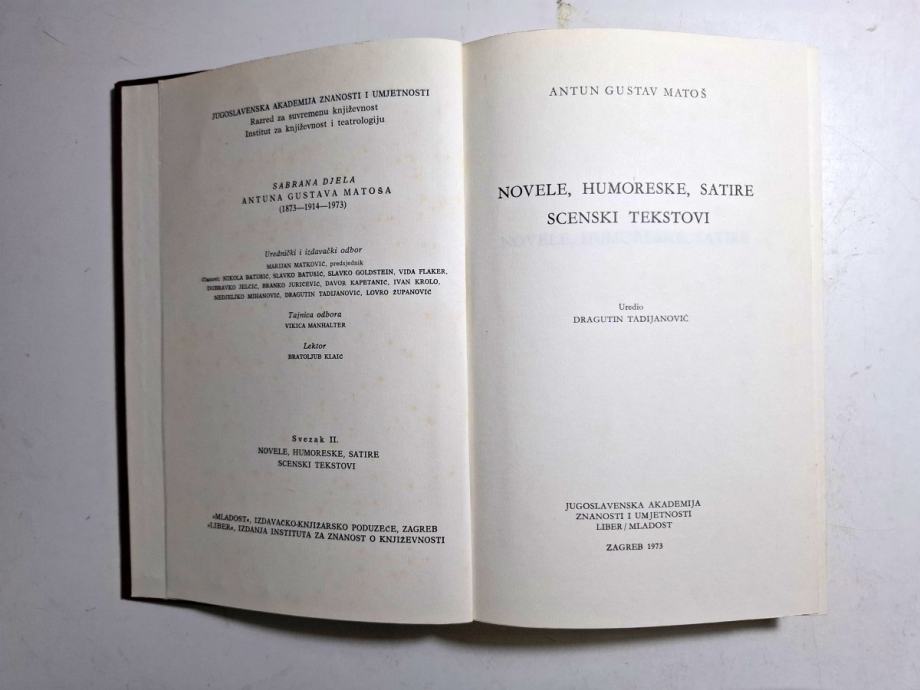 JUGOSLAVENSKA AKADEMIJA ZNANOSTI I UMJETNOSTI
Razred za suvremenu književnost
Institut za književnost i teatrologiju
SABRANA DJELA
ANTUNA GUSTAVA MATOŠA
(1873—1914—1973)
Urednički i izdavački odbor
MARIJAN MATKOVIĆ, predsjednik
članovi: NIKOLA BATUŠIĆ, SLAVKO BATUŠIĆ, SLAVKO GOLDSTEIN, VIDA FLAKER,
DUBRAVKO JELČIĆ, BRANKO JURIČEVIĆ, DAVOR KAPETANIĆ, IVAN KROLO,
NEDJELJKO MIHANOVIĆ, DRAGUTIN TADIJANOVIĆ, LOVRO ŽUPANOVIĆ
Tajnica odbora
VIKICA MANHALTER
Lektor
BRATOLJUB KLAIĆ
Svezak II.
NOVELE, HUMORESKE, SATIRE
SCENSKI TEKSTOVI
»MLADOST«, IZDAVAČKO-KNJIŽARSKO PODUZEĆE, ZAGREB
»LIBER«, IZDANJA INSTITUTA ZA ZNANOST O KNJIŽEVNOSTI
ANTUN GUSTAV MATOŠ
NOVELE, HUMORESKE, SATIRE
SCENSKI TEKSTOVI
Uredio
DRAGUTIN TADIJANOVIĆ
JUGOSLAVENSKA AKADEMIJA
ZNANOSTI I UMJETNOSTI
LIBER/MLADOST
ZAGREB 1973